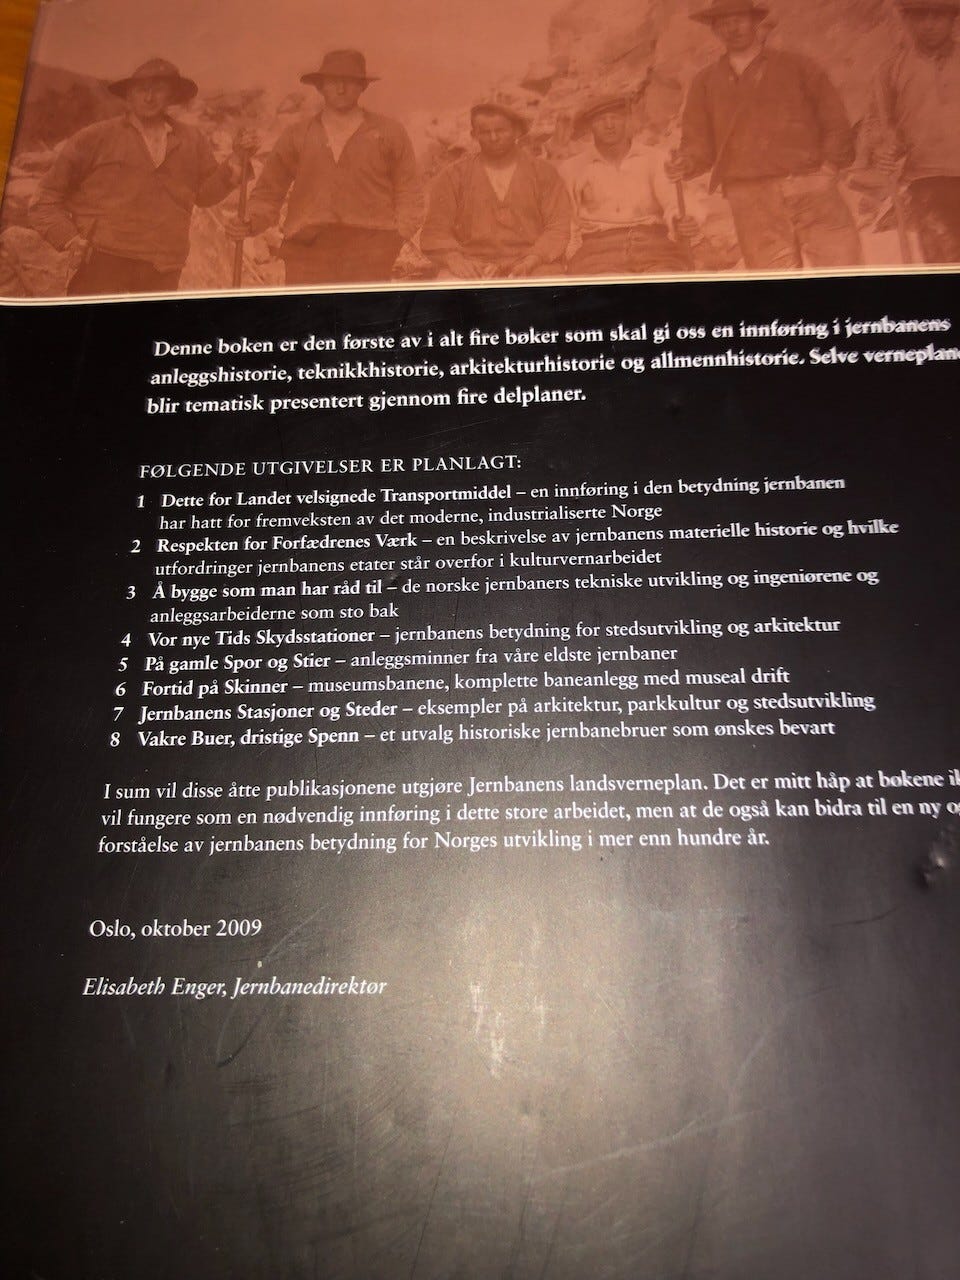 Denne boken er den første av i alt fire bøker som skal gi oss en innføring i jernbanens
anleggshistorie, teknikkhistorie, arkitekturhistorie og allmennhistorie. Selve verneplane
blir tematisk presentert gjennom fire delplaner.
FØLGENDE UTGIVELSER ER PLANLAGT:
1 Dette for Landet velsignede Transportmiddel – en innføring i den betydning jernbanen
har hatt for fremveksten av det moderne, industrialiserte Norge
2 Respekten for Forfædrenes Værk – en beskrivelse av jernbanens materielle historie og hvilke
utfordringer jernbanens etater står overfor i kulturvernarbeidet
3 Å bygge som man har råd til – de norske jernbaners tekniske utvikling og ingeniørene og
anleggsarbeiderne som sto bak
4 Vor nye Tids Skydsstationer – jernbanens betydning for stedsutvikling og arkitektur
5 På gamle Spor og Stier – anleggsminner fra våre eldste jernbaner
6 Fortid på Skinner – museumsbanene, komplette baneanlegg med museal drift
7 Jernbanens Stasjoner og Steder – eksempler på arkitektur, parkkultur og stedsutvikling
8 Vakre Buer, dristige Spenn – et utvalg historiske jernbanebruer som ønskes bevart
I sum vil disse åtte publikasjonene utgjøre Jernbanens landsverneplan. Det er mitt håp at bøkene
vil fungere som en nødvendig innføring i dette store arbeidet, men at de også kan bidra til en ny
forståelse av jernbanens betydning for Norges utvikling i mer enn hundre år.
Oslo, oktober 2009
Elisabeth Enger, Jernbanedirektør